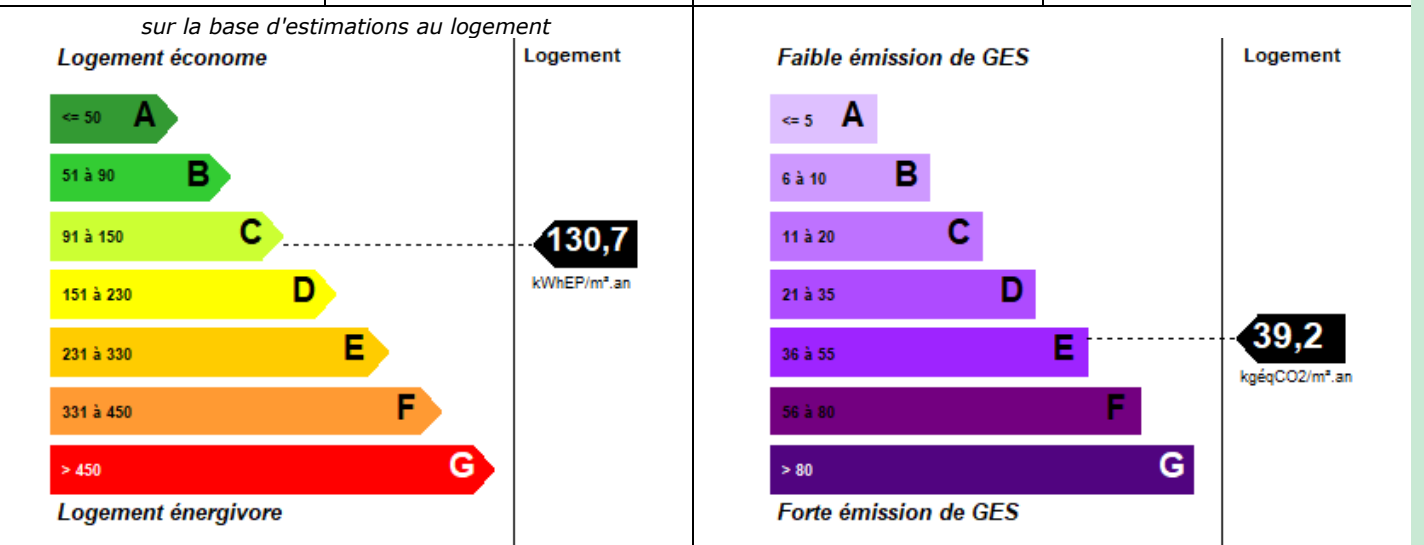 sur la base d'estimations au logement
Logement économe
Logement
<= 50 A
51 à 90 B
91 à 150 C
130,7
kWhEP/m².an
151 à 230 D
231 à 330 E
331 à 450 F
> 450 G
Logement énergivore
Faible émission de GES
Logement
<= 5 A
6 à 10 B
11 à 20 C
21 à 35 D
36 à 55 E
39,2
kgéqCO2/m².an
56 à 80 F
> 80 G
Forte émission de GES